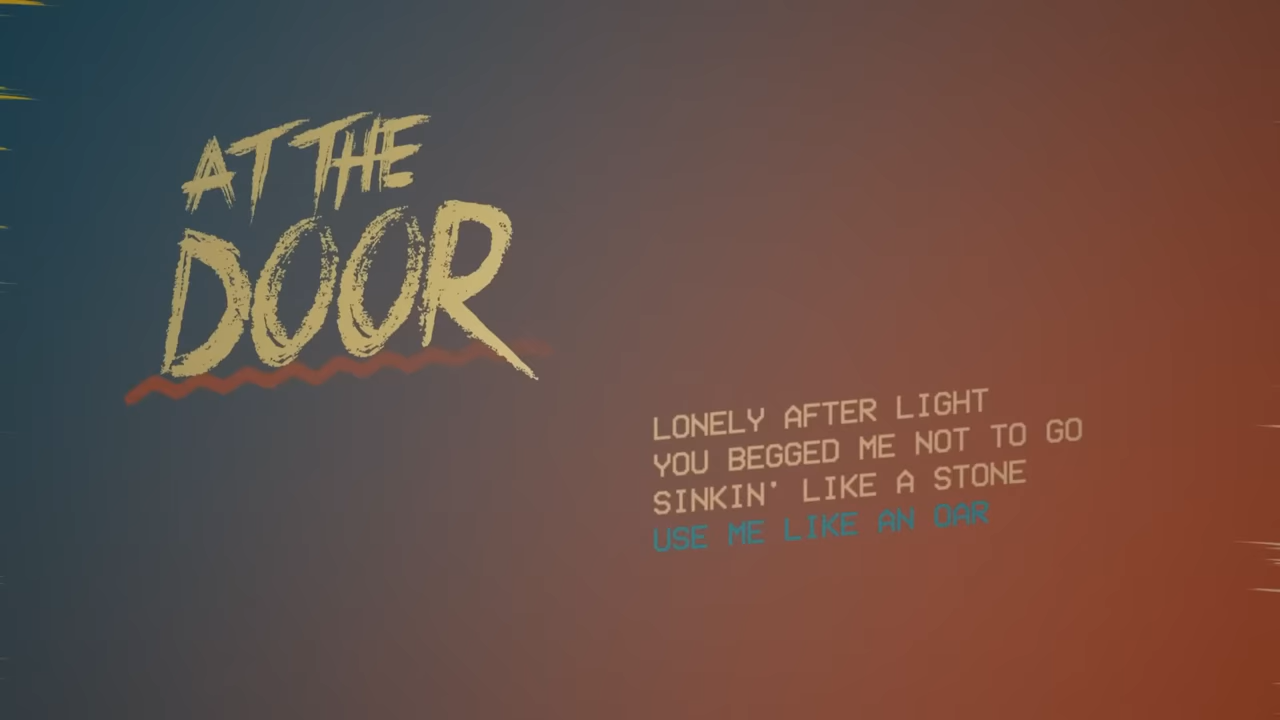 AT THE
DOOR
LONELY AFTER LIGHT
YOU BEGGED ME NOT TO GO
SINKIN' LIKE A STONE
USE ME LIKE AN OAR